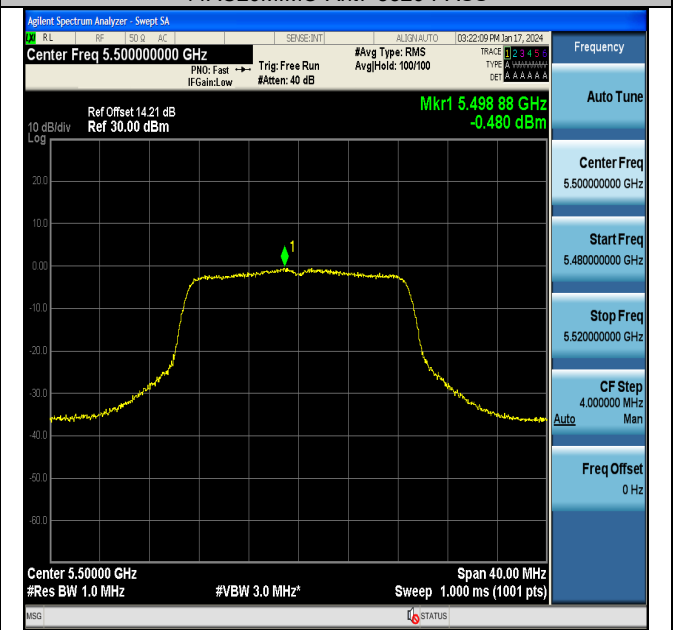 Agilent Spectrum Analyzer - Swept SA
RL RF 50 Ω AC SENSE:INT ALIGN AUTO 03:22:09 PM Jan 17, 2024
Center Freq 5.500000000 GHz
#Avg Type: RMS
TRACE 1 2 3 4 5 6
PNO: Fast
Trig: Free Run
Avg|Hold: 100/100
TYPE A
IFGain:Low
#Atten: 40 dB
DET A A A A A A
Mkr1 5.498 88 GHz
-0.480 dBm
Ref Offset 14.21 dB
10 dB/div Ref 30.00 dBm
Log
20.0
10.0
0.00
-10.0
-20.0
-30.0
-40.0
-50.0
-60.0
1
Center 5.50000 GHz
Span 40.00 MHz
#Res BW 1.0 MHz
#VBW 3.0 MHz*
Sweep 1.000 ms (1001 pts)
MSG
STATUS
Frequency
Auto Tune
Center Freq
5.500000000 GHz
Start Freq
5.480000000 GHz
Stop Freq
5.520000000 GHz
CF Step
4.000000 MHz
Auto Man
Freq Offset
0 Hz